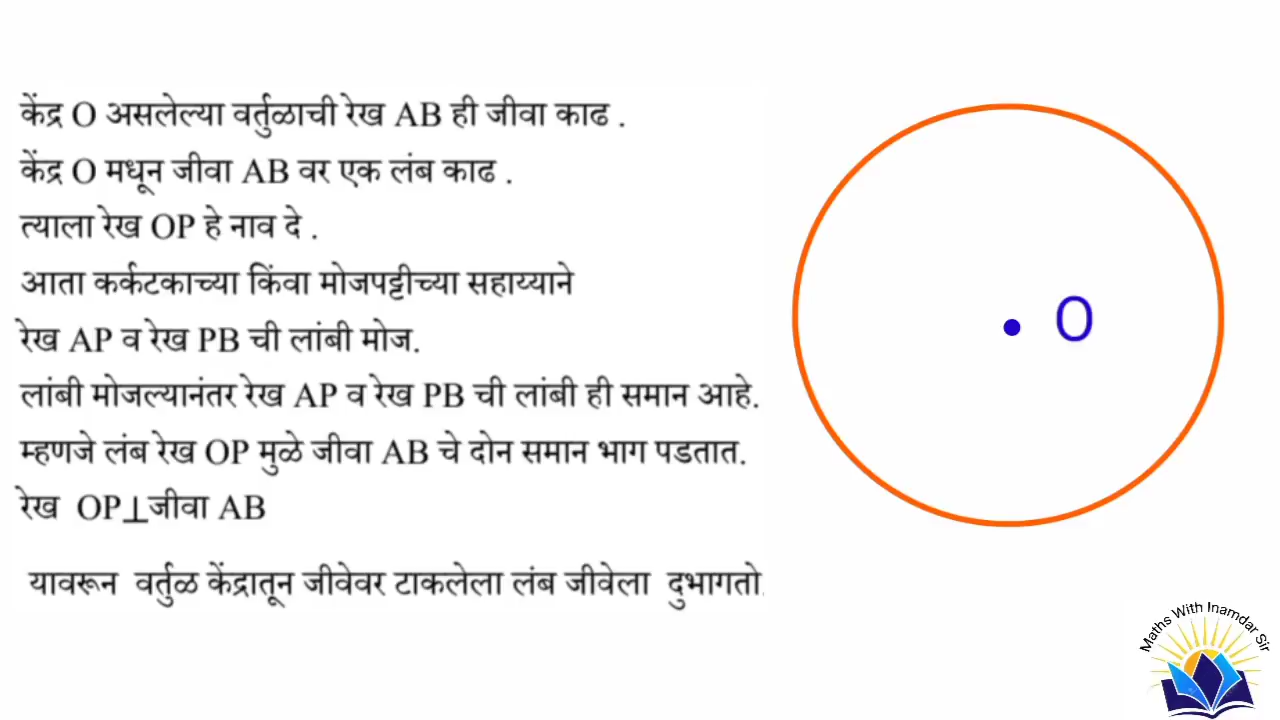 केंद्र O असलेल्या वर्तुळाची रेख AB ही जीवा काढ .
केंद्र O मधून जीवा AB वर एक लंब काढ .
त्याला रेख OP हे नाव दे .
आता कर्कटकाच्या किंवा मोजपट्टीच्या सहाय्याने
रेख AP व रेख PB ची लांबी मोज.
लांबी मोजल्यानंतर रेख AP व रेख PB ची लांबी ही समान आहे.
म्हणजे लंब रेख OP मुळे जीवा AB चे दोन समान भाग पडतात.
रेख OP⊥जीवा AB
यावरून वर्तुळ केंद्रातून जीवेवर टाकलेला लंब जीवेला दुभागतो.
O
Maths With Inamdar Sir